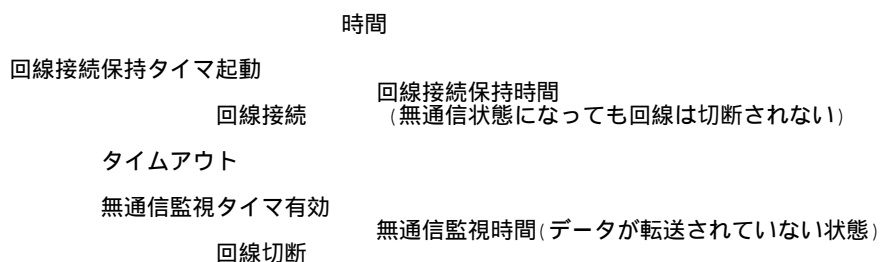 時間
回線接続保持タイマ起動
回線接続保持時間
回線接続
(無通信状態になっても回線は切断されない)
タイムアウト
無通信監視タイマ有効
無通信監視時間(データが転送されていない状態)
回線切断